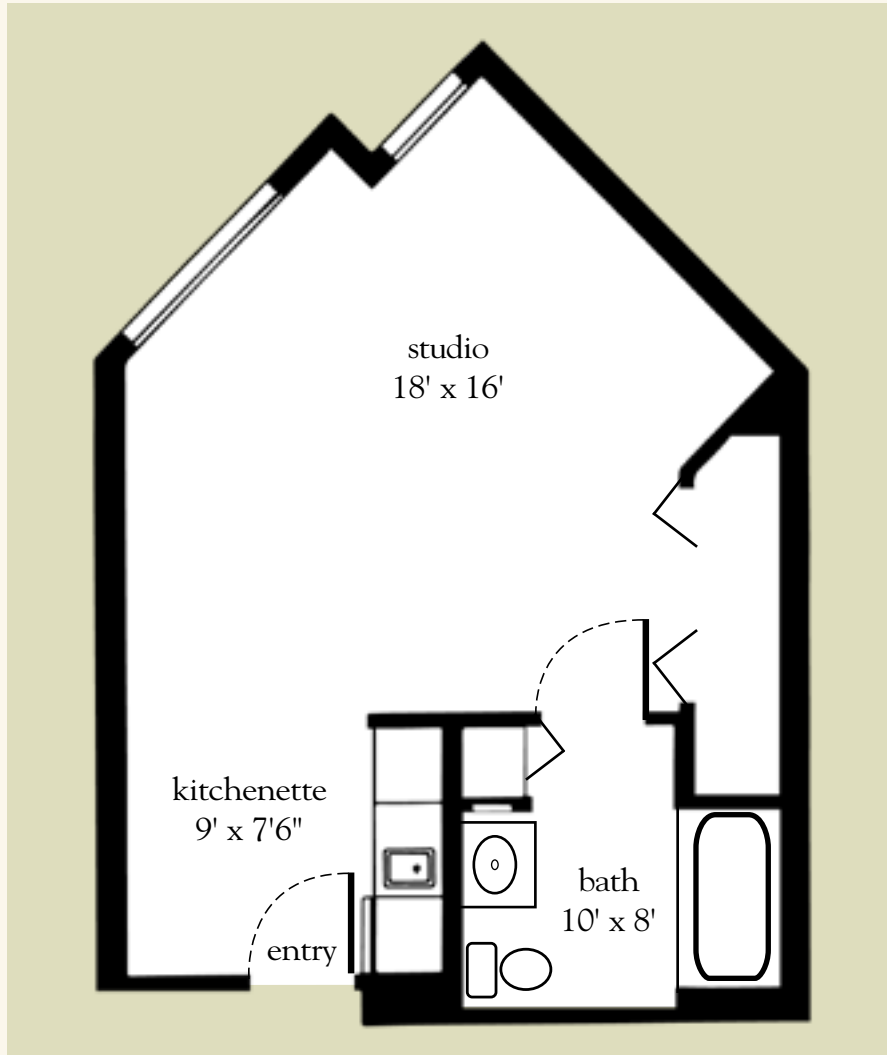 studio
18' x 16'
kitchenette
9' x 7'6"
bath
10' x 8'
entry